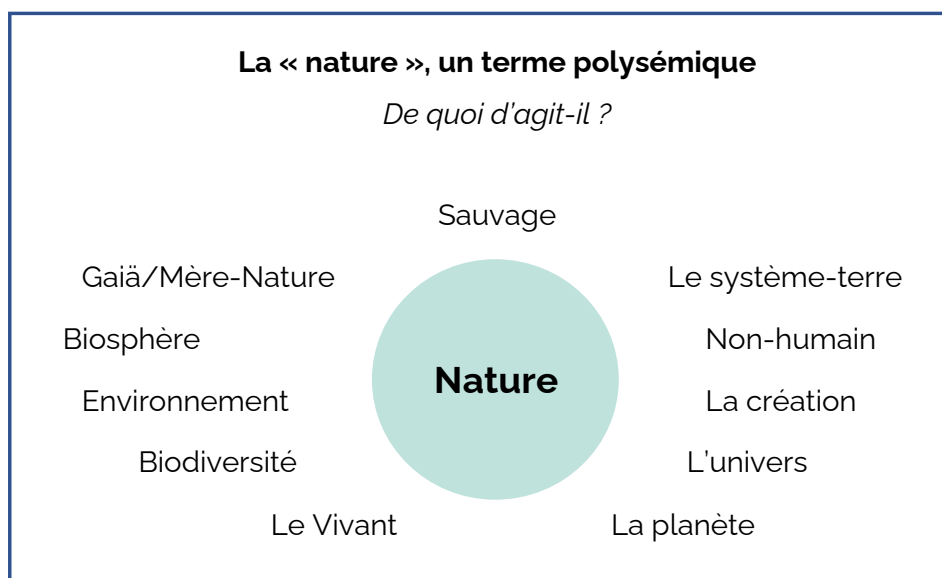 La « nature », un terme polysémique
De quoi d’agit-il ?
Sauvage
Gaiä/Mère-Nature
Le système-terre
Biosphère
Non-humain
Nature
Environnement
La création
Biodiversité
L’univers
Le Vivant
La planète